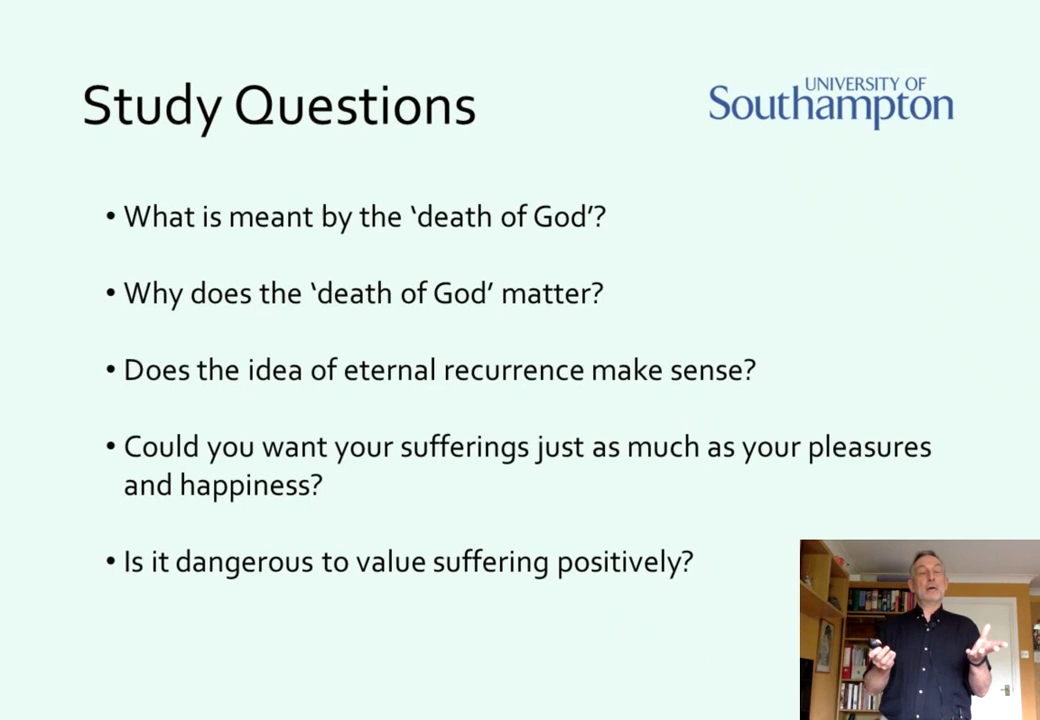 Study Questions
UNIVERSITY OF
Southampton
• What is meant by the ‘death of God’?
• Why does the ‘death of God’ matter?
• Does the idea of eternal recurrence make sense?
• Could you want your sufferings just as much as your pleasures
and happiness?
• Is it dangerous to value suffering positively?